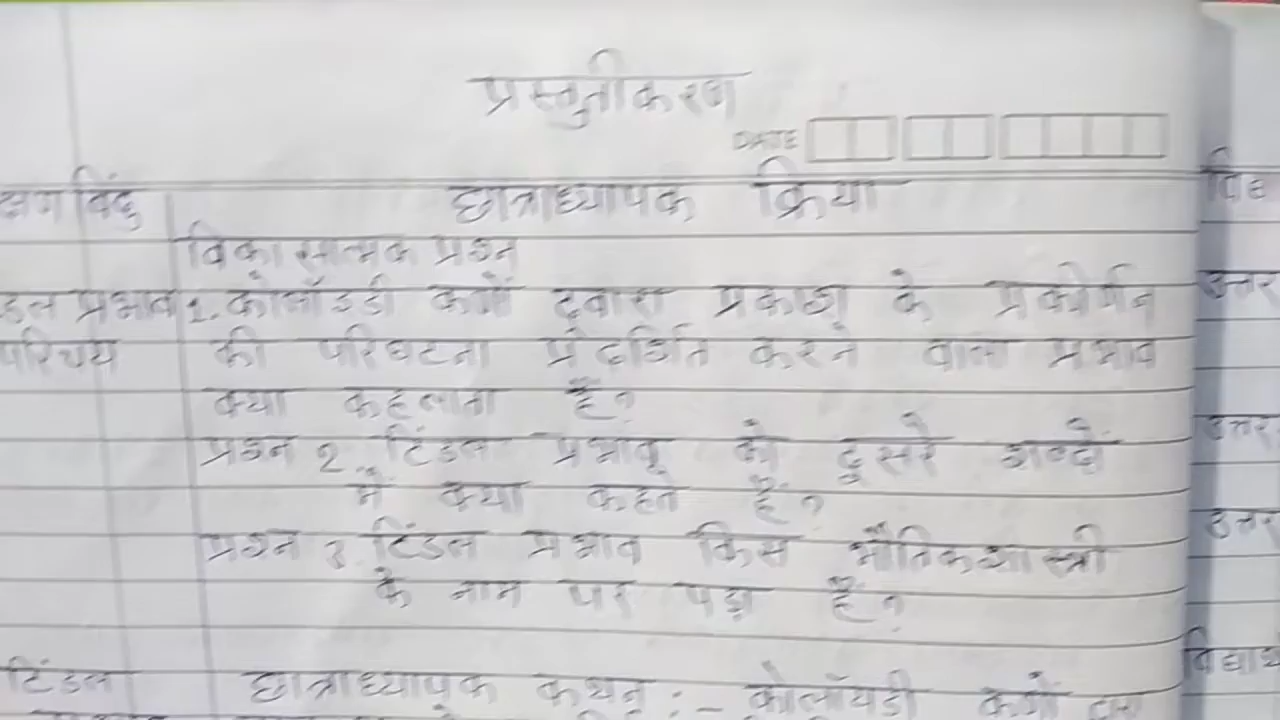 प्रस्तुतीकरण
DATE
बिंदु छात्राध्यापक क्रिया
विकासात्मक प्रश्न
प्रभाव 1. कोलॉइडी कणों द्वारा प्रकाश के प्रकीर्णन उत्तर
परिचय की परिघटना प्रदर्शित करने वाला प्रभाव
क्या कहलाता है?
प्रश्न 2 टिंडल प्रभाव को दुसरे शब्दों उत्तर
में क्या कहते हैं?
प्रश्न 3 टिंडल प्रभाव किस भौतिकशास्त्री उत्तर
के नाम पर पड़ा है?
टिंडल छात्राध्यापक कथन :- कोलॉयडी कणों